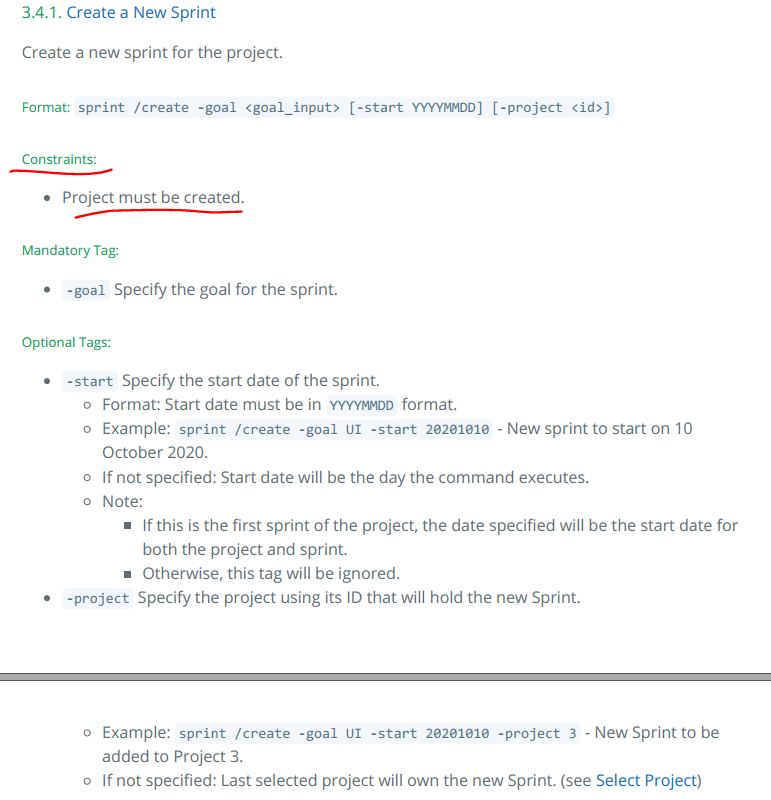 3.4.1. Create a New Sprint
Create a new sprint for the project.
Format: sprint /create -goal <goal_input> [-start YYYYMMDD] [-project <id>]
Constraints:
• Project must be created.
Mandatory Tag:
• -goal Specify the goal for the sprint.
Optional Tags:
• -start Specify the start date of the sprint.
◦ Format: Start date must be in YYYYMMDD format.
◦ Example: sprint /create -goal UI -start 20201010 - New sprint to start on 10
October 2020.
◦ If not specified: Start date will be the day the command executes.
◦ Note:
▪ If this is the first sprint of the project, the date specified will be the start date for
both the project and sprint.
▪ Otherwise, this tag will be ignored.
• -project Specify the project using its ID that will hold the new Sprint.
◦ Example: sprint /create -goal UI -start 20201010 -project 3 - New Sprint to be
added to Project 3.
◦ If not specified: Last selected project will own the new Sprint. (see Select Project)